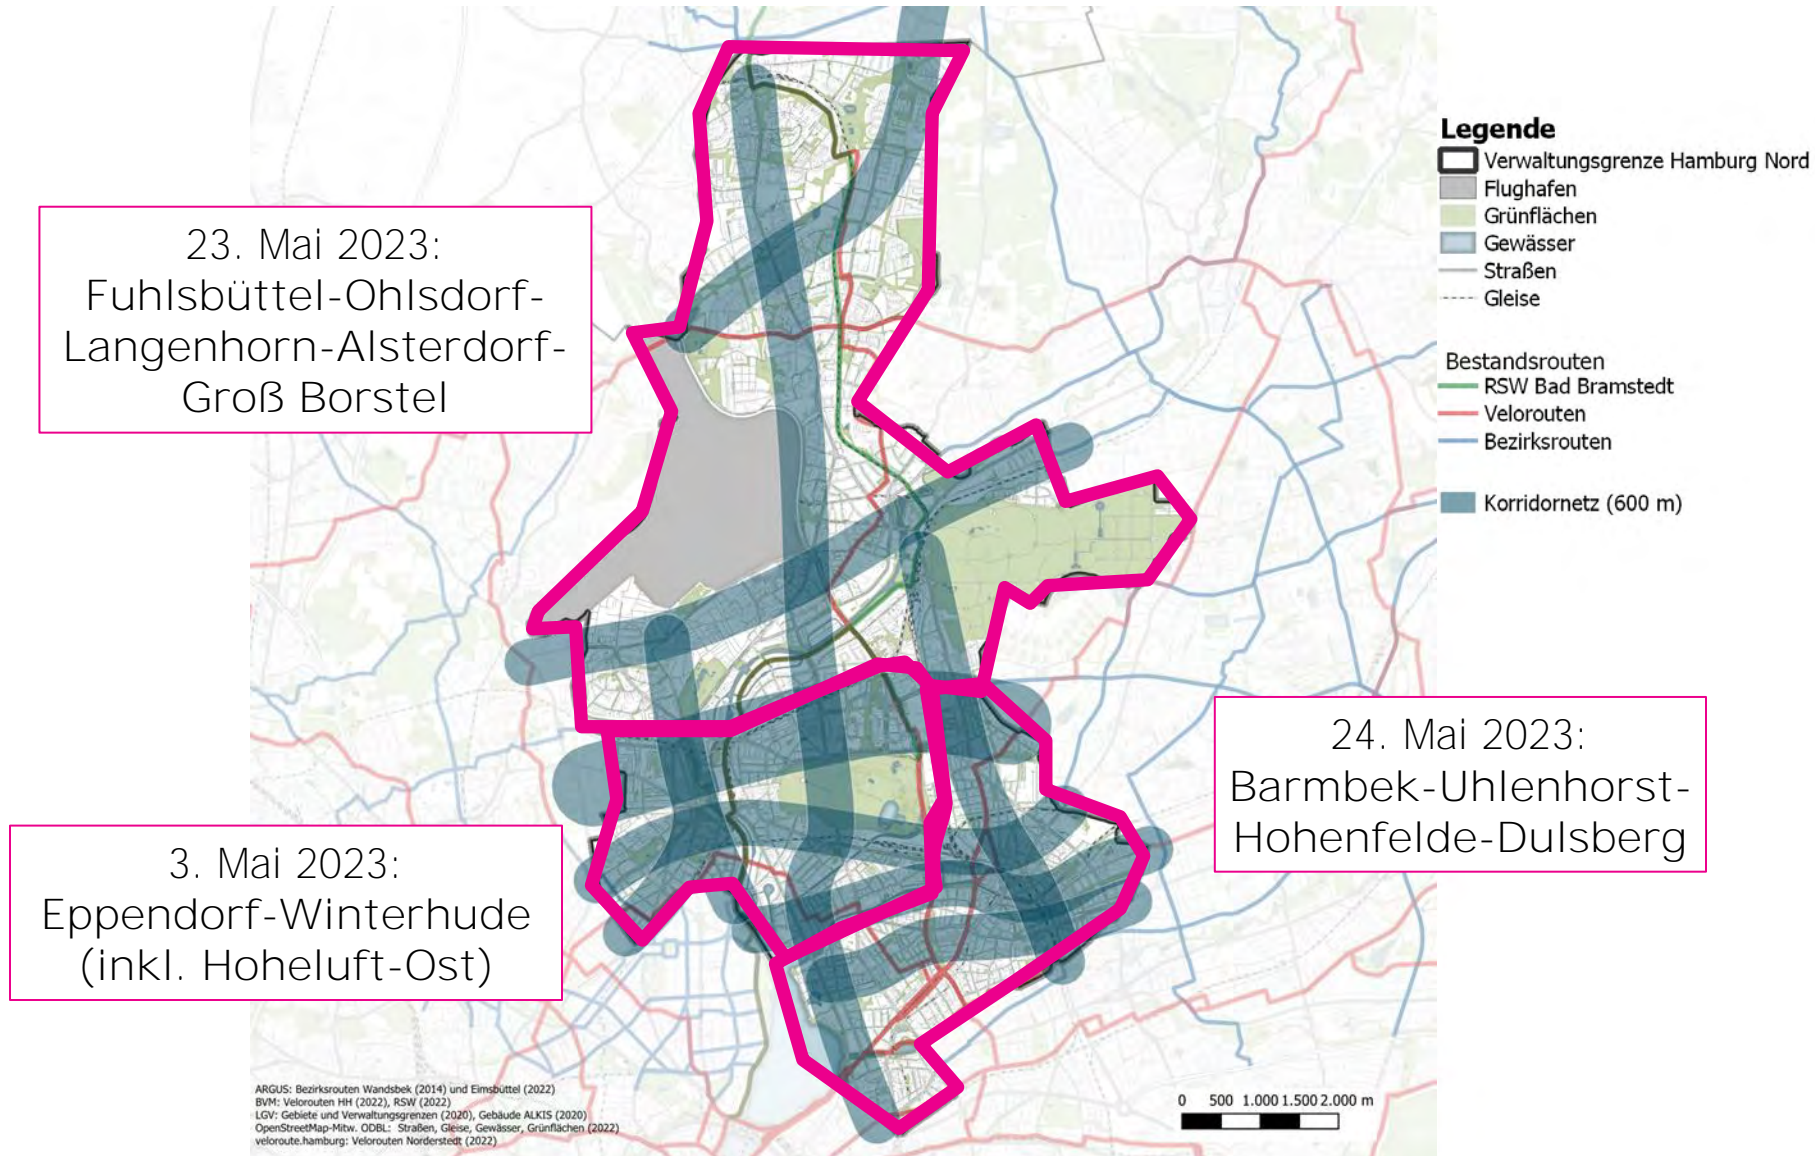 Legende
Verwaltungsgrenze Hamburg Nord
Flughafen
Grünflächen
Gewässer
Straßen
Gleise
Bestandsrouten
RSW Bad Bramstedt
Velorouten
Bezirksrouten
Korridornetz (600 m)
23. Mai 2023:
Fuhlsbüttel-Ohlsdorf-
Langenhorn-Alsterdorf-
Groß Borstel
24. Mai 2023:
Barmbek-Uhlenhorst-
Hohenfelde-Dulsberg
3. Mai 2023:
Eppendorf-Winterhude
(inkl. Hoheluft-Ost)
ARGUS: Bezirksrouten Wandsbek (2014) und Eimsbüttel (2022)
BVM: Velorouten HH (2022), RSW (2022)
LGV: Gebiete und Verwaltungsgrenzen (2020), Gebäude ALKIS (2020)
OpenStreetMap-Mitw. ODBL: Straßen, Gleise, Gewässer, Grünflächen (2022)
veloroute.hamburg: Velorouten Norderstedt (2022)
0 500 1.000 1.500 2.000 m